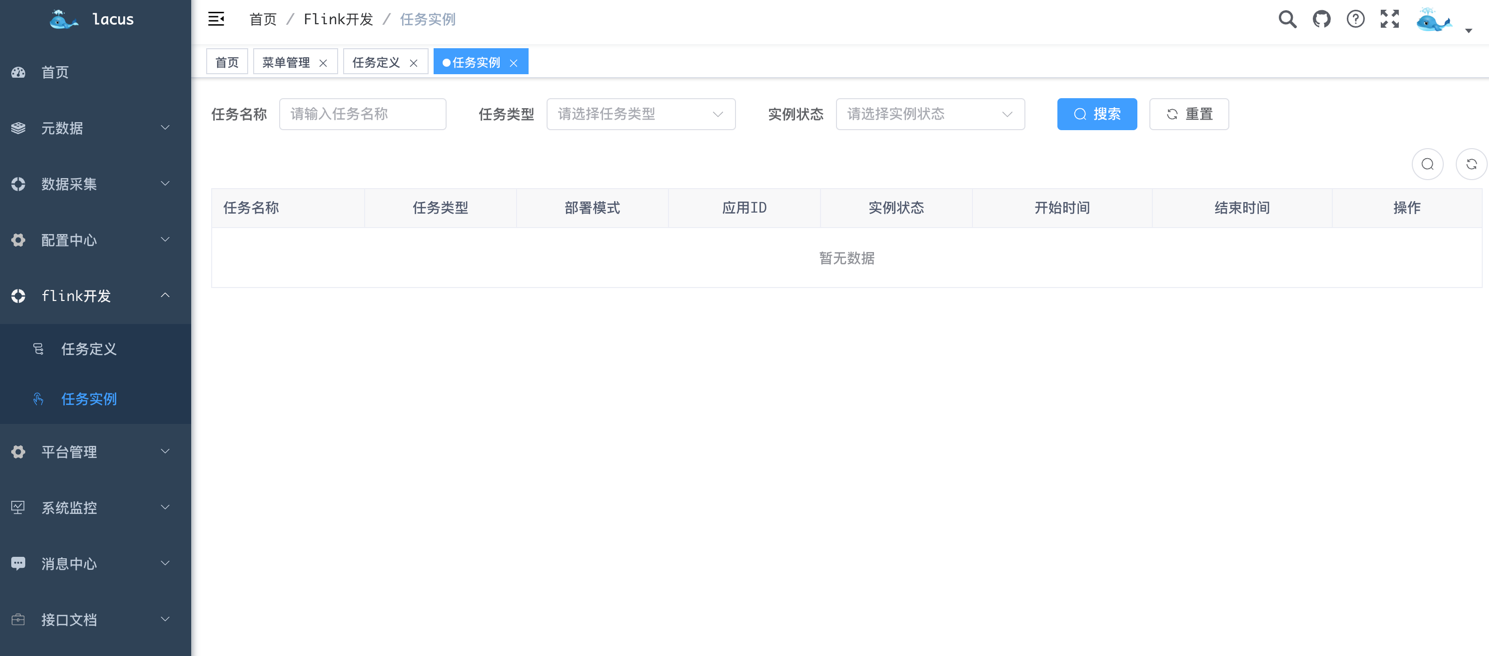 lacus
首页
元数据
数据采集
配置中心
flink开发
任务定义
任务实例
平台管理
系统监控
消息中心
接口文档
首页 / Flink开发 / 任务实例
首页 菜单管理 任务定义 任务实例
任务名称 请输入任务名称 任务类型 请选择任务类型 实例状态 请选择实例状态 搜索 重置
任务名称 任务类型 部署模式 应用ID 实例状态 开始时间 结束时间 操作
暂无数据